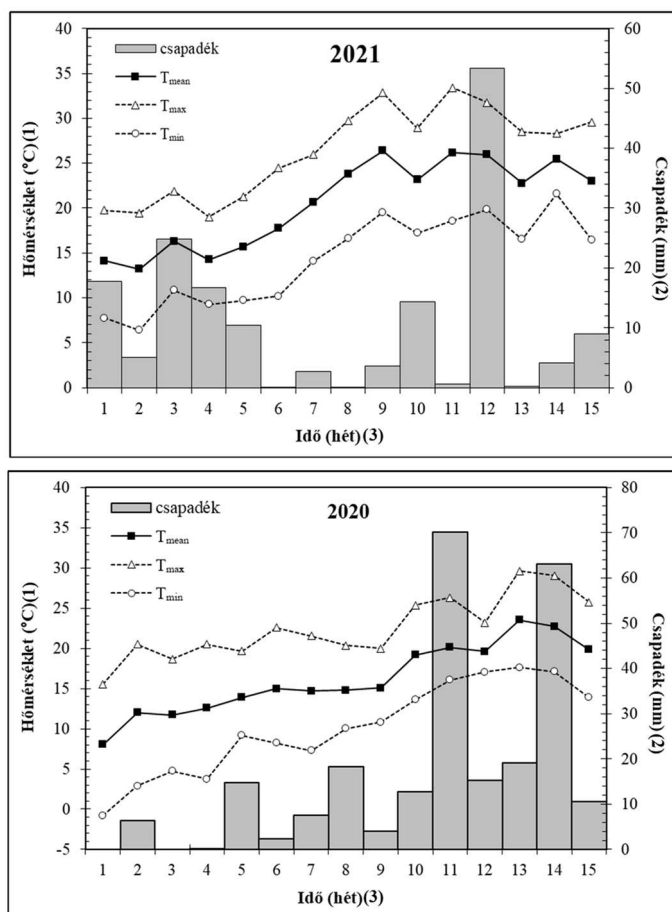 2021
csapadék
Tmean
Tmax
Tmin
Hőmérséklet (°C)(1)
40
35
30
25
20
15
10
5
0
Csapadék (mm)(2)
60
50
40
30
20
10
0
1 2 3 4 5 6 7 8 9 10 11 12 13 14 15
Idő (hét)(3)
2020
csapadék
Tmean
Tmax
Tmin
Hőmérséklet (°C)(1)
40
35
30
25
20
15
10
5
0
-5
Csapadék (mm)(2)
80
70
60
50
40
30
20
10
0
1 2 3 4 5 6 7 8 9 10 11 12 13 14 15
Idő (hét)(3)